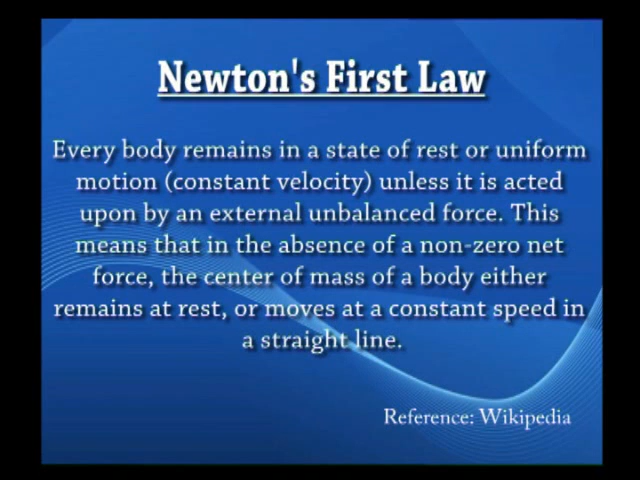 Newton's First Law
Every body remains in a state of rest or uniform
motion (constant velocity) unless it is acted
upon by an external unbalanced force. This
means that in the absence of a non-zero net
force, the center of mass of a body either
remains at rest, or moves at a constant speed in
a straight line.
Reference: Wikipedia